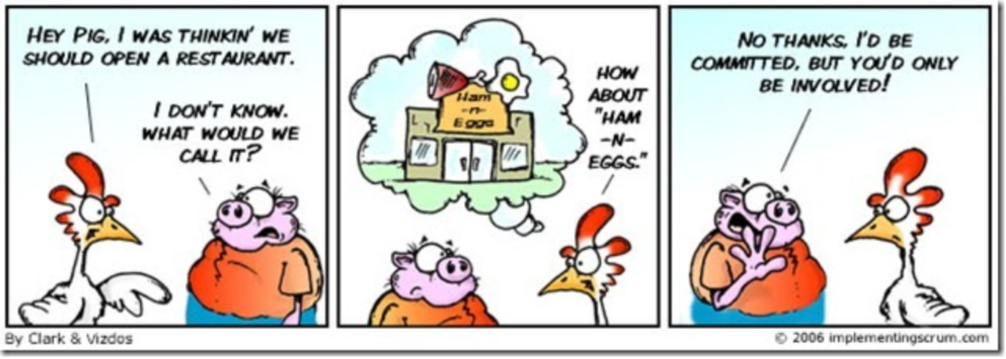 HEY PIG, I WAS THINKIN' WE
SHOULD OPEN A RESTAURANT.
I DON'T KNOW.
WHAT WOULD WE
CALL IT?
Ham
-n-
Eggs
HOW
ABOUT
"HAM
-N-
EGGS."
NO THANKS, I'D BE
COMMITTED, BUT YOU'D ONLY
BE INVOLVED!
By Clark & Vizdos
© 2006 implementingscrum.com